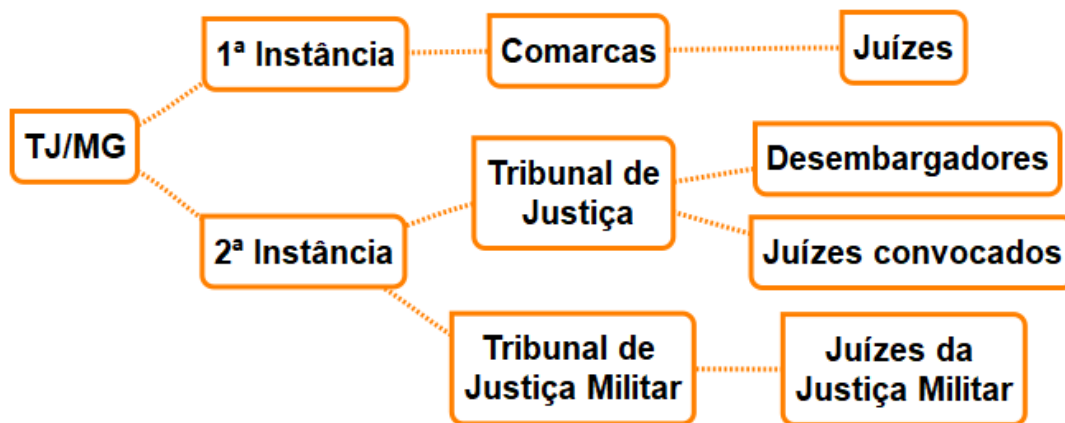 TJ/MG
1ª Instância
Comarcas
Juízes
2ª Instância
Tribunal de
Justiça
Desembargadores
Juízes convocados
Tribunal de
Justiça Militar
Juízes da
Justiça Militar